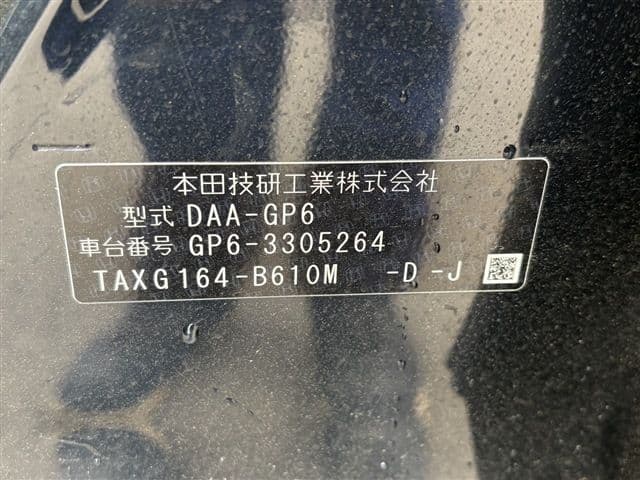 本田技研工業株式会社
型式 DAA-GP6
車台番号 GP6-3305264
TAXG164-B610M -D -J